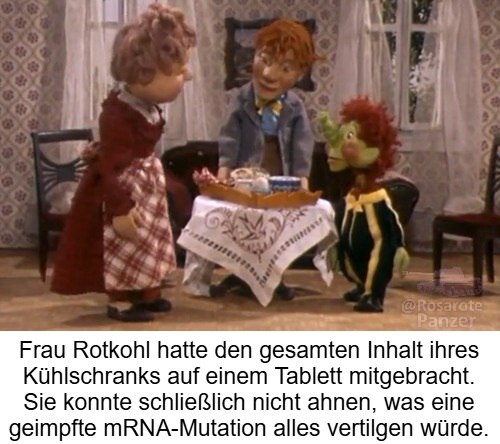 @Rosarote
Panzer
Frau Rotkohl hatte den gesamten Inhalt ihres
Kühlschranks auf einem Tablett mitgebracht.
Sie konnte schließlich nicht ahnen, was eine
geimpfte mRNA-Mutation alles vertilgen würde.